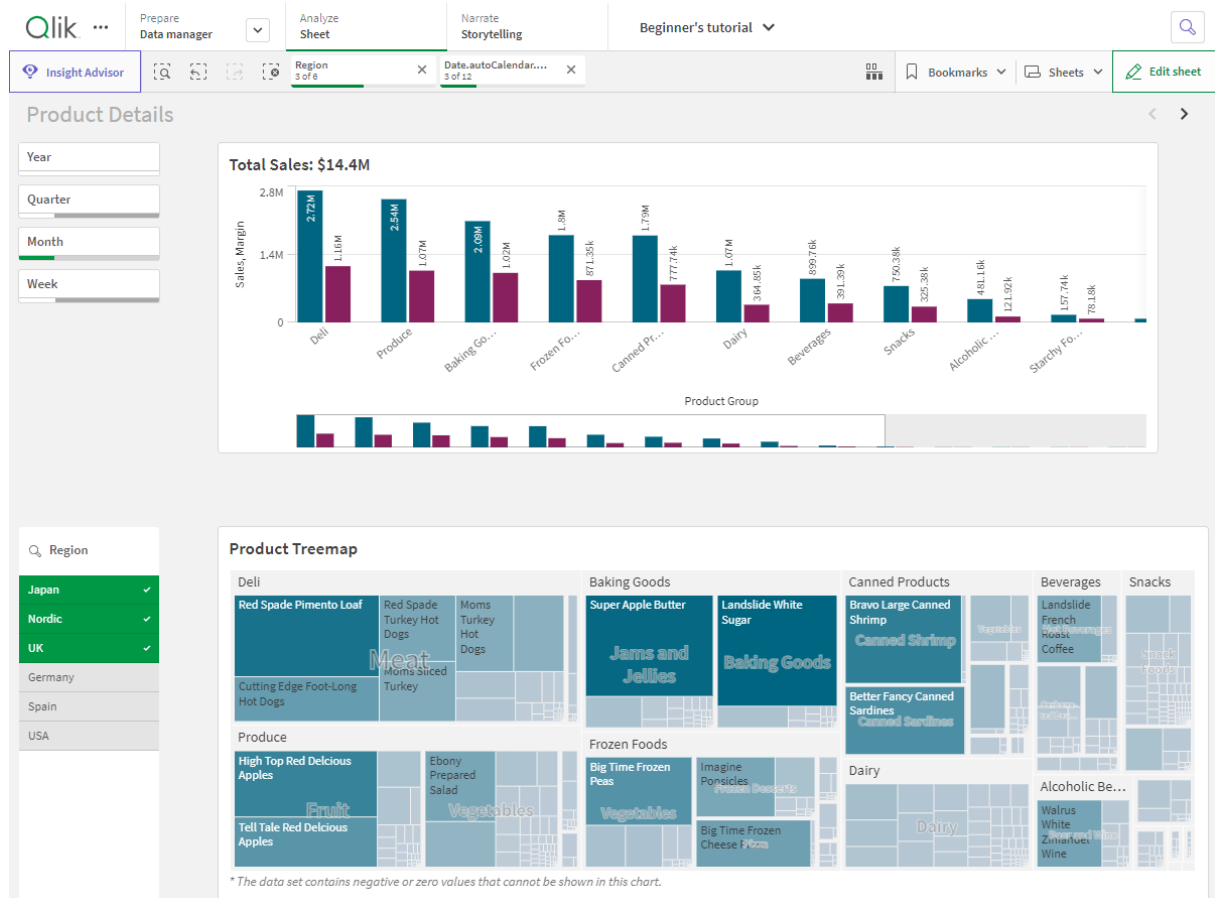 Qlik
Prepare
Data manager
Analyze
Sheet
Narrate
Storytelling
Beginner's tutorial
Insight Advisor
Region
3 of 6
Date.autoCalendar....
3 of 12
Bookmarks
Sheets
Edit sheet
Product Details
Year
Quarter
Month
Week
Total Sales: $14.4M
Sales, Margin
2.8M
1.4M
0
2.72M
1.16M
2.54M
1.07M
2.09M
1.02M
1.8M
871.35k
1.79M
777.74k
1.07M
364.85k
899.76k
391.39k
750.38k
325.38k
481.16k
121.92k
157.74k
78.18k
Deli
Produce
Baking Go...
Frozen Fo...
Canned Pr...
Dairy
Beverages
Snacks
Alcoholic ...
Starchy Fo...
Product Group
Region
Japan
Nordic
UK
Germany
Spain
USA
Product Treemap
Deli
Red Spade Pimento Loaf
Red Spade
Turkey Hot
Dogs
Moms
Turkey
Hot
Dogs
Meat
Moms Sliced
Turkey
Cutting Edge Foot-Long
Hot Dogs
Produce
High Top Red Delcious
Apples
Fruit
Tell Tale Red Delcious
Apples
Ebony
Prepared
Salad
Vegetables
Baking Goods
Super Apple Butter
Jams and
Jellies
Landslide White
Sugar
Baking Goods
Frozen Foods
Big Time Frozen
Peas
Vegetables
Imagine
Popsicles
Frozen Desserts
Big Time Frozen
Cheese Pizza
Pizza
Canned Products
Bravo Large Canned
Shrimp
Canned Shrimp
Better Fancy Canned
Sardines
Canned Sardines
Vegetables
Dairy
Dairy
Beverages
Landslide
French
Roast
Coffee
Hot Beverages
Alcoholic Be...
Walrus
White
Zinfandel
Wine
Beer and Wine
Snacks
Snack
Foods
* The data set contains negative or zero values that cannot be shown in this chart.